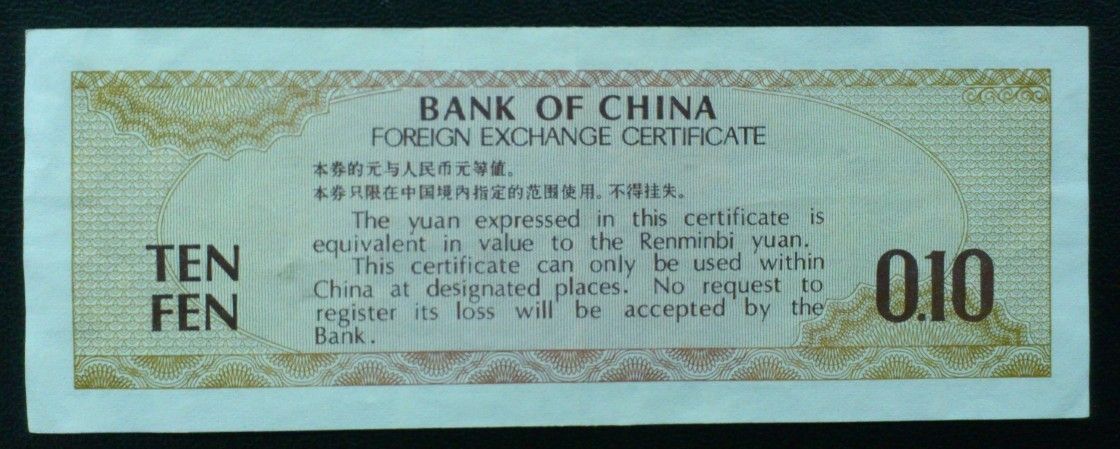 BANK OF CHINA
FOREIGN EXCHANGE CERTIFICATE
本券的元与人民币元等值。
本券只限在中国境内指定的范围使用。不得挂失。
The yuan expressed in this certificate is
equivalent in value to the Renminbi yuan.
This certificate can only be used within
China at designated places. No request to
register its loss will be accepted by the
Bank.
TEN
FEN
0.10